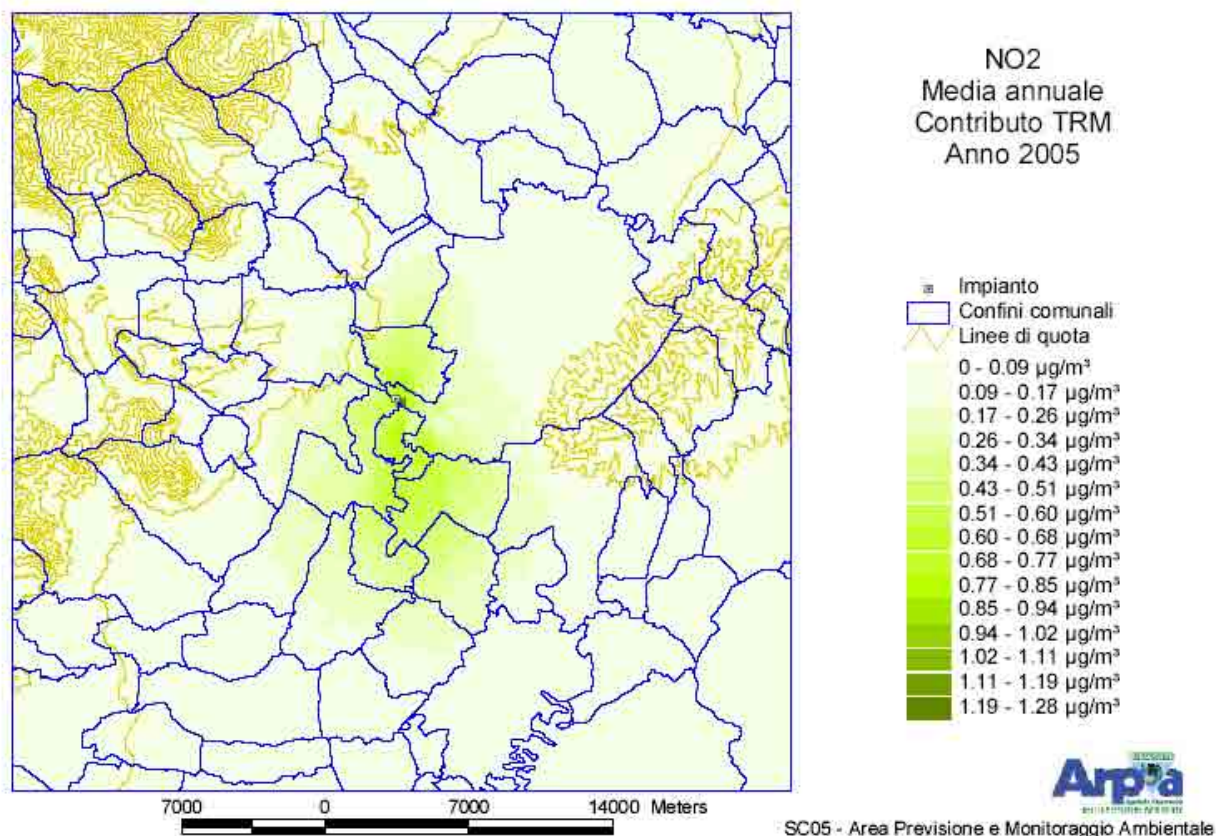 NO2
Media annuale
Contributo TRM
Anno 2005
Impianto
Confini comunali
Linee di quota
0 - 0.09 µg/m³
0.09 - 0.17 µg/m³
0.17 - 0.26 µg/m³
0.26 - 0.34 µg/m³
0.34 - 0.43 µg/m³
0.43 - 0.51 µg/m³
0.51 - 0.60 µg/m³
0.60 - 0.68 µg/m³
0.68 - 0.77 µg/m³
0.77 - 0.85 µg/m³
0.85 - 0.94 µg/m³
0.94 - 1.02 µg/m³
1.02 - 1.11 µg/m³
1.11 - 1.19 µg/m³
1.19 - 1.28 µg/m³
7000 0 7000 14000 Meters
Arpa
SC05 - Area Previsione e Monitoraggio Ambientale